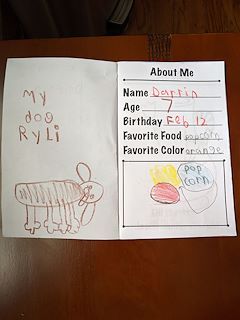 My
dog
RyLi
About Me
Name Darrin
Age 7
Birthday Feb 12
Favorite Food popcorn
Favorite Color orange
pop
corn